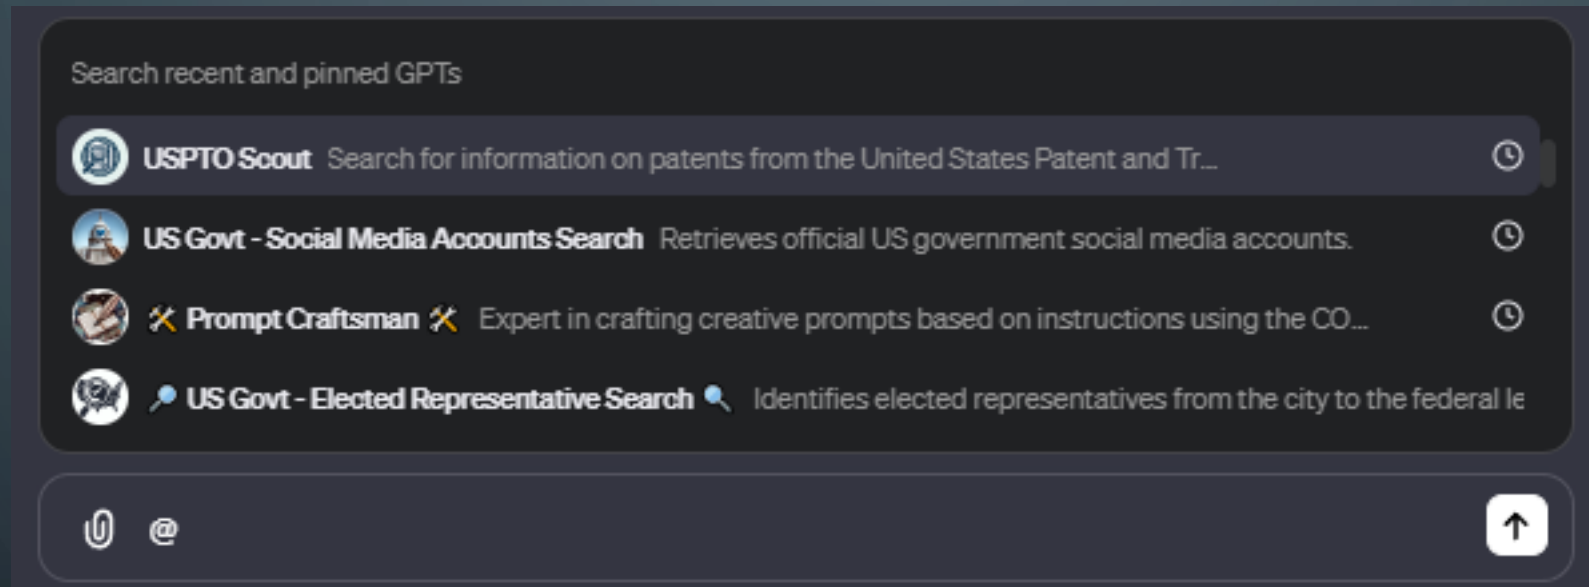 Search recent and pinned GPTs
USPTO Scout Search for information on patents from the United States Patent and Tr...
US Govt - Social Media Accounts Search Retrieves official US government social media accounts.
🛠 Prompt Craftsman 🛠 Expert in crafting creative prompts based on instructions using the CO...
🔎 US Govt - Elected Representative Search 🔍 Identifies elected representatives from the city to the federal le
@